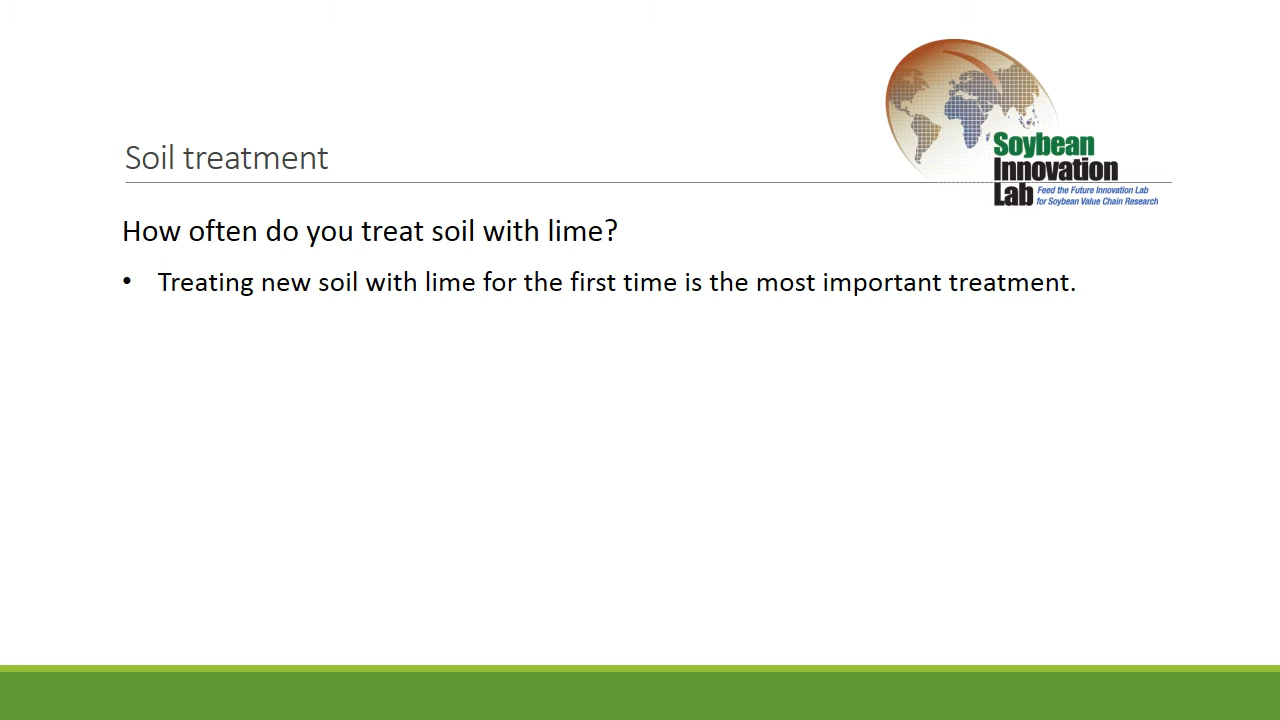 Soil treatment
Soybean
Innovation
Lab
Feed the Future Innovation Lab
for Soybean Value Chain Research
How often do you treat soil with lime?
• Treating new soil with lime for the first time is the most important treatment.